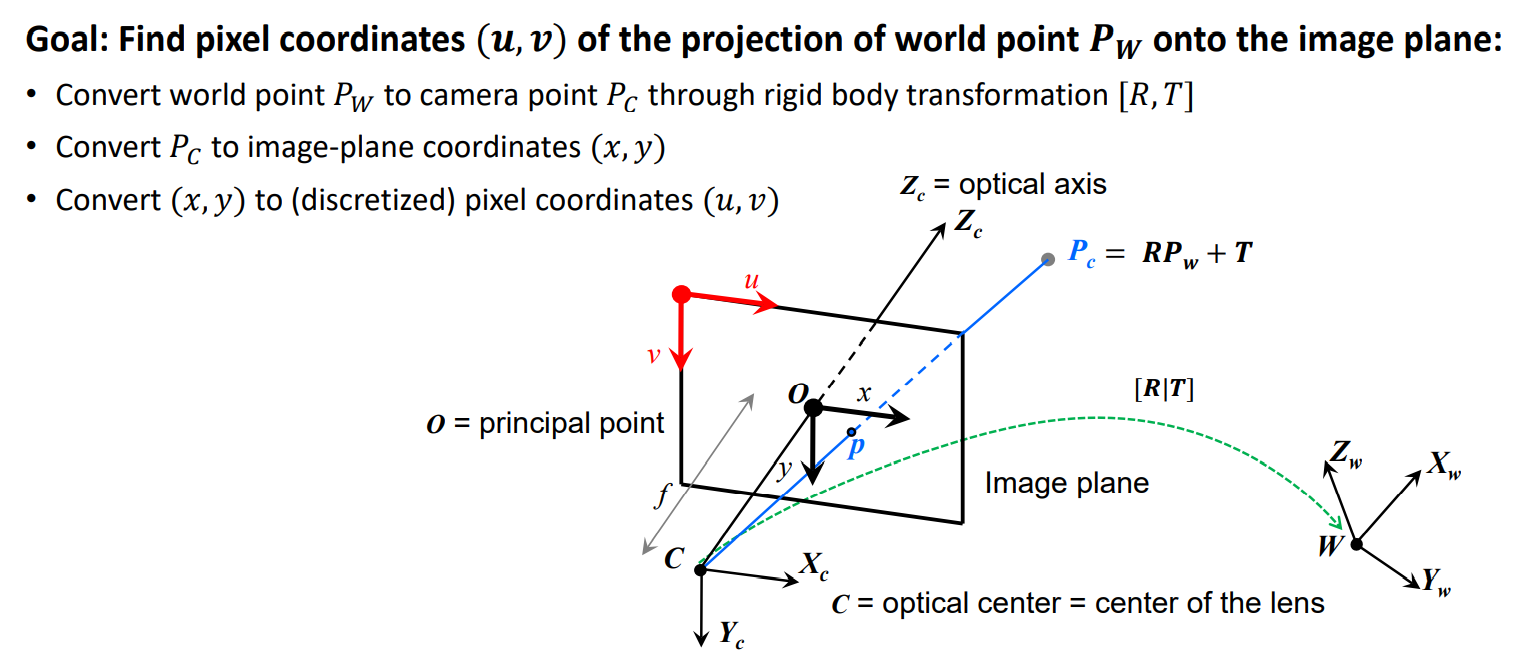 Goal: Find pixel coordinates (u, v) of the projection of world point P_W onto the image plane:
• Convert world point P_W to camera point P_C through rigid body transformation [R, T]
• Convert P_C to image-plane coordinates (x, y)
• Convert (x, y) to (discretized) pixel coordinates (u, v)
Z_c = optical axis
Z_c
P_c = RP_w + T
u
v
O
x
[R|T]
O = principal point
p
y
f
Image plane
Z_w
X_w
W
Y_w
C
X_c
C = optical center = center of the lens
Y_c